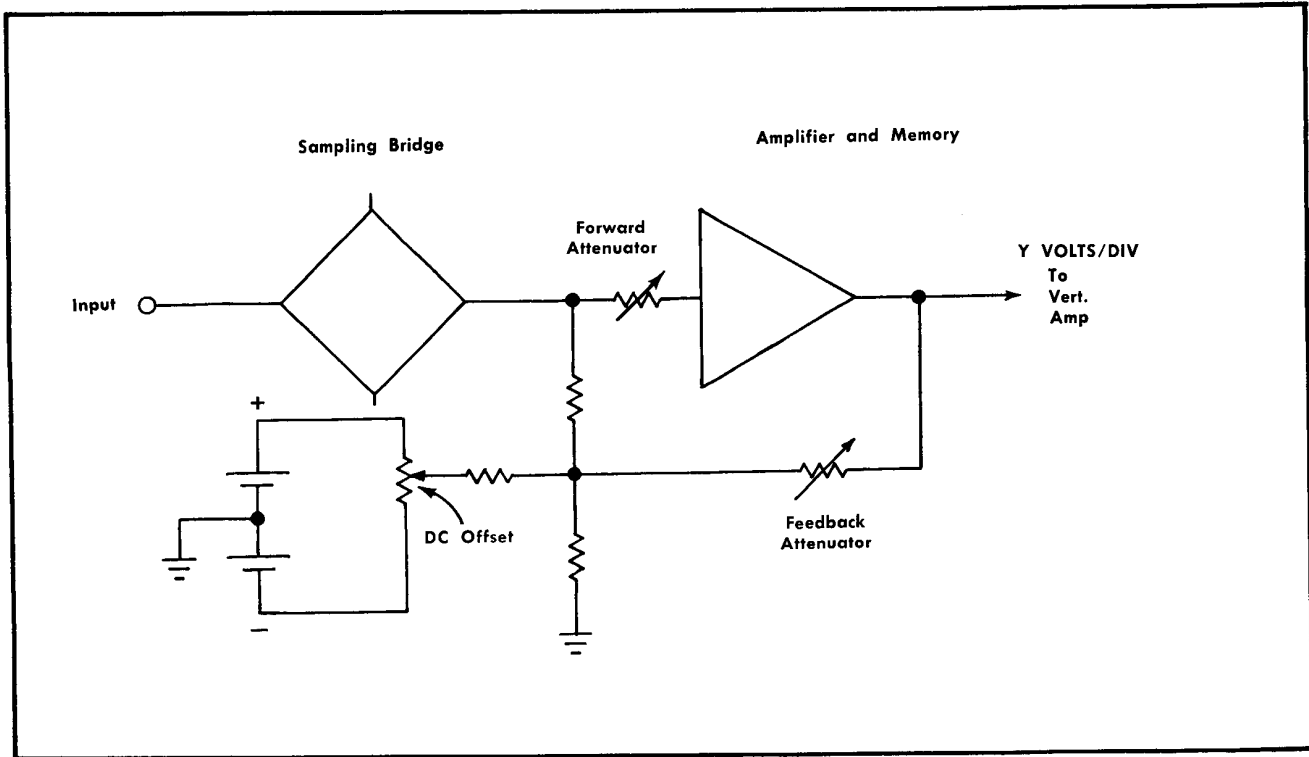 Sampling Bridge
Amplifier and Memory
Forward
Attenuator
Y VOLTS/DIV
To
Vert.
Amp
Input
+
DC Offset
Feedback
Attenuator
−